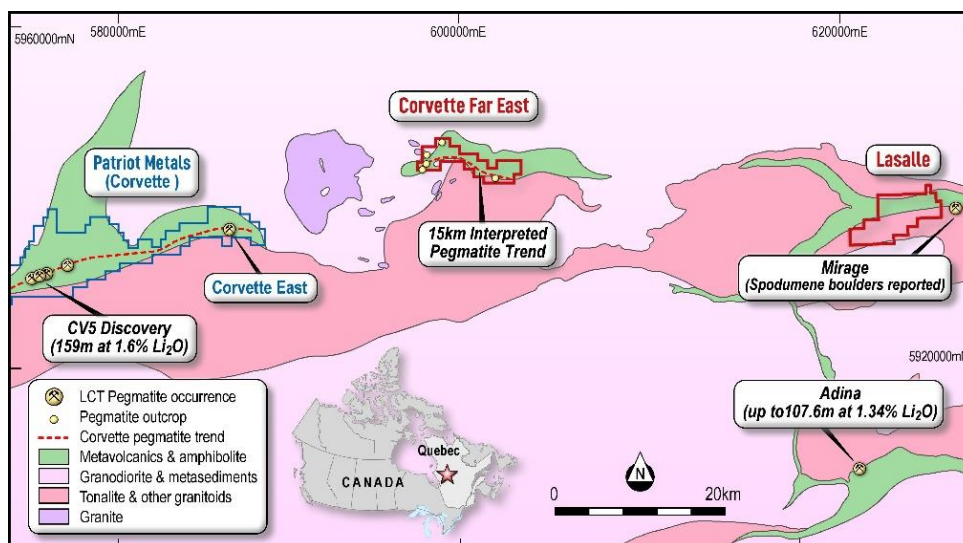 580000mE
600000mE
620000mE
5960000mN
Corvette Far East
Patriot Metals
(Corvette )
Lasalle
15km Interpreted
Pegmatite Trend
Corvette East
Mirage
(Spodumene boulders reported)
CV5 Discovery
(159m at 1.6% Li₂O)
5920000mN
Adina
(up to107.6m at 1.34% Li₂O)
LCT Pegmatite occurrence
Pegmatite outcrop
Corvette pegmatite trend
Metavolcanics & amphibolite
Granodiorite & metasediments
Tonalite & other granitoids
Granite
Quebec
CANADA
N
0
20km